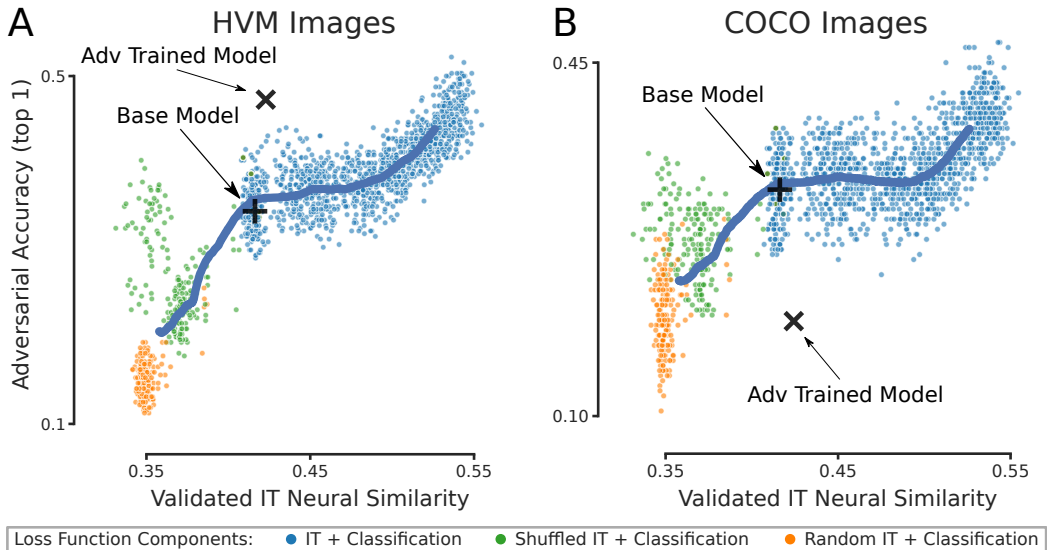 A
HVM Images
Adv Trained Model
Base Model
Adversarial Accuracy (top 1)
0.5
0.1
0.35
0.45
0.55
Validated IT Neural Similarity
B
COCO Images
Base Model
Adv Trained Model
0.45
0.10
0.35
0.45
0.55
Validated IT Neural Similarity
Loss Function Components: IT + Classification Shuffled IT + Classification Random IT + Classification